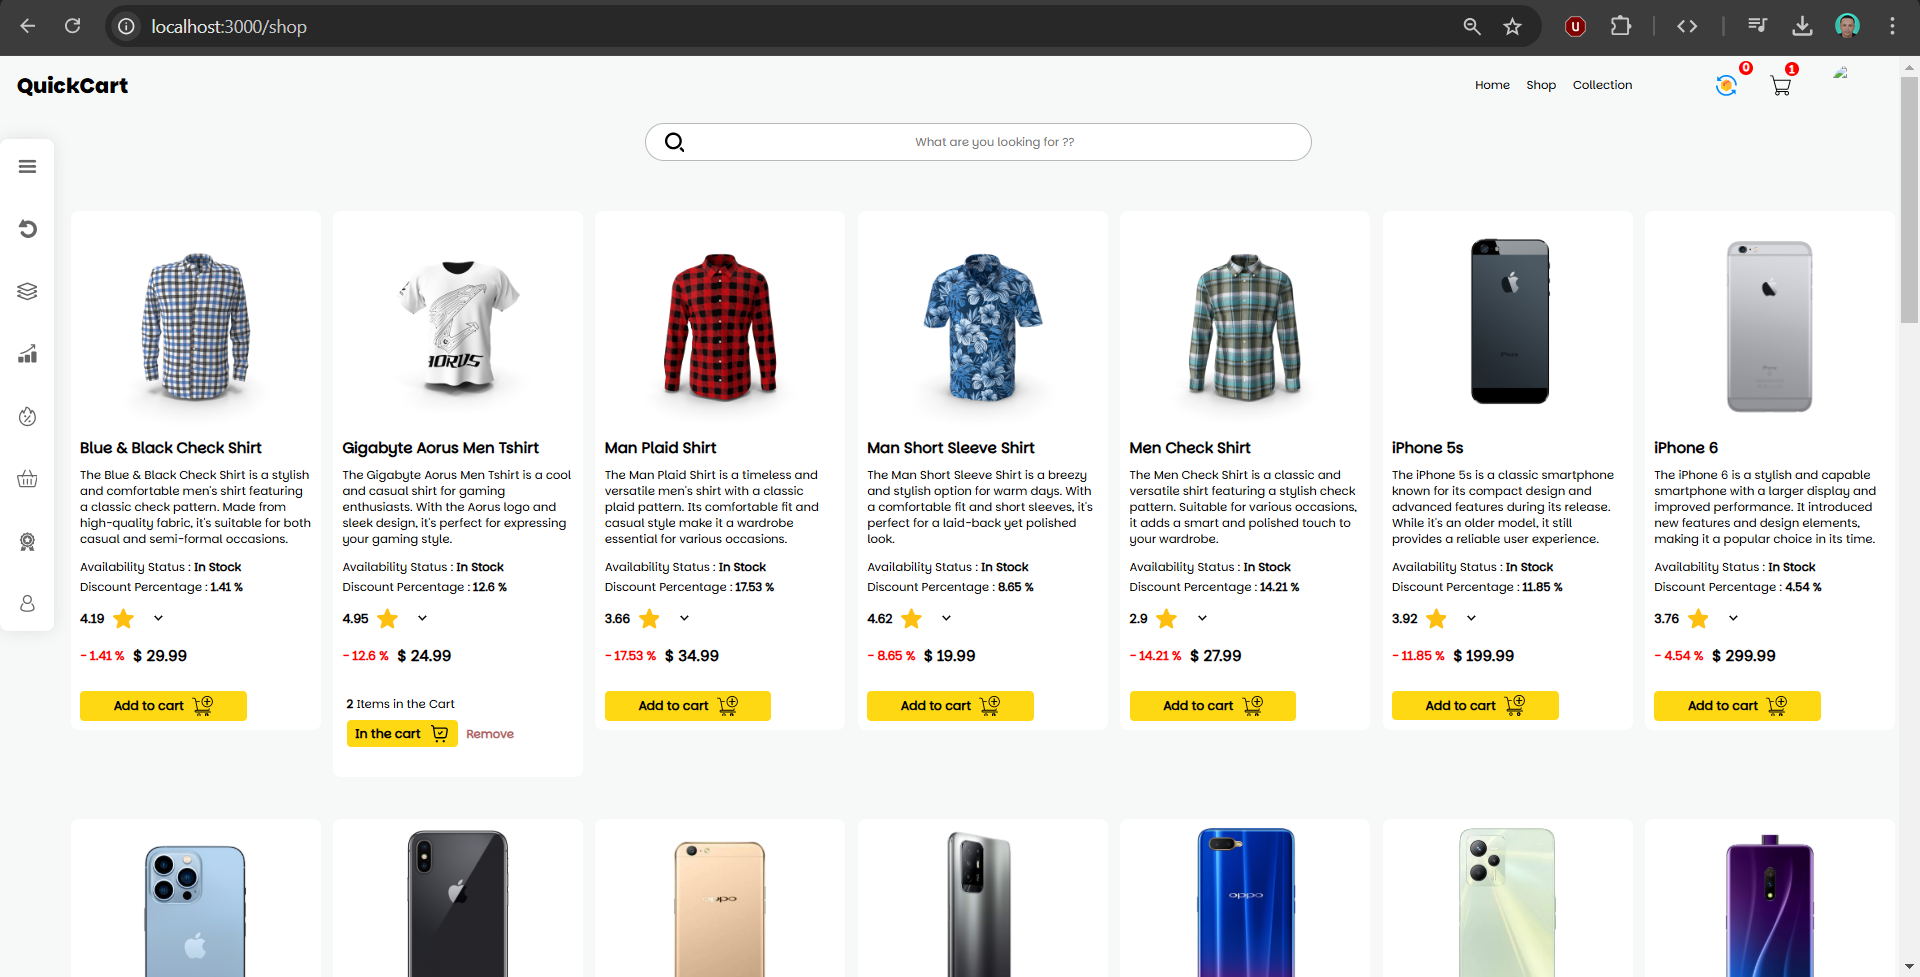 localhost:3000/shop
QuickCart
Home Shop Collection
0
1
What are you looking for ??
AORUS
Blue & Black Check Shirt
The Blue & Black Check Shirt is a stylish
and comfortable men's shirt featuring
a classic check pattern. Made from
high-quality fabric, it's suitable for both
casual and semi-formal occasions.
Availability Status : In Stock
Discount Percentage : 1.41 %
4.19
- 1.41 % $ 29.99
Add to cart
Gigabyte Aorus Men Tshirt
The Gigabyte Aorus Men Tshirt is a cool
and casual shirt for gaming
enthusiasts. With the Aorus logo and
sleek design, it's perfect for expressing
your gaming style.
Availability Status : In Stock
Discount Percentage : 12.6 %
4.95
- 12.6 % $ 24.99
2 Items in the Cart
In the cart Remove
Man Plaid Shirt
The Man Plaid Shirt is a timeless and
versatile men's shirt with a classic
plaid pattern. Its comfortable fit and
casual style make it a wardrobe
essential for various occasions.
Availability Status : In Stock
Discount Percentage : 17.53 %
3.66
- 17.53 % $ 34.99
Add to cart
Man Short Sleeve Shirt
The Man Short Sleeve Shirt is a breezy
and stylish option for warm days. With
a comfortable fit and short sleeves, it's
perfect for a laid-back yet polished
look.
Availability Status : In Stock
Discount Percentage : 8.65 %
4.62
- 8.65 % $ 19.99
Add to cart
Men Check Shirt
The Men Check Shirt is a classic and
versatile shirt featuring a stylish check
pattern. Suitable for various occasions,
it adds a smart and polished touch to
your wardrobe.
Availability Status : In Stock
Discount Percentage : 14.21 %
2.9
- 14.21 % $ 27.99
Add to cart
iPhone 5s
The iPhone 5s is a classic smartphone
known for its compact design and
advanced features during its release.
While it's an older model, it still
provides a reliable user experience.
Availability Status : In Stock
Discount Percentage : 11.85 %
3.92
- 11.85 % $ 199.99
Add to cart
iPhone 6
The iPhone 6 is a stylish and capable
smartphone with a larger display and
improved performance. It introduced
new features and design elements,
making it a popular choice in its time.
Availability Status : In Stock
Discount Percentage : 4.54 %
3.76
- 4.54 % $ 299.99
Add to cart
oppo
oppo